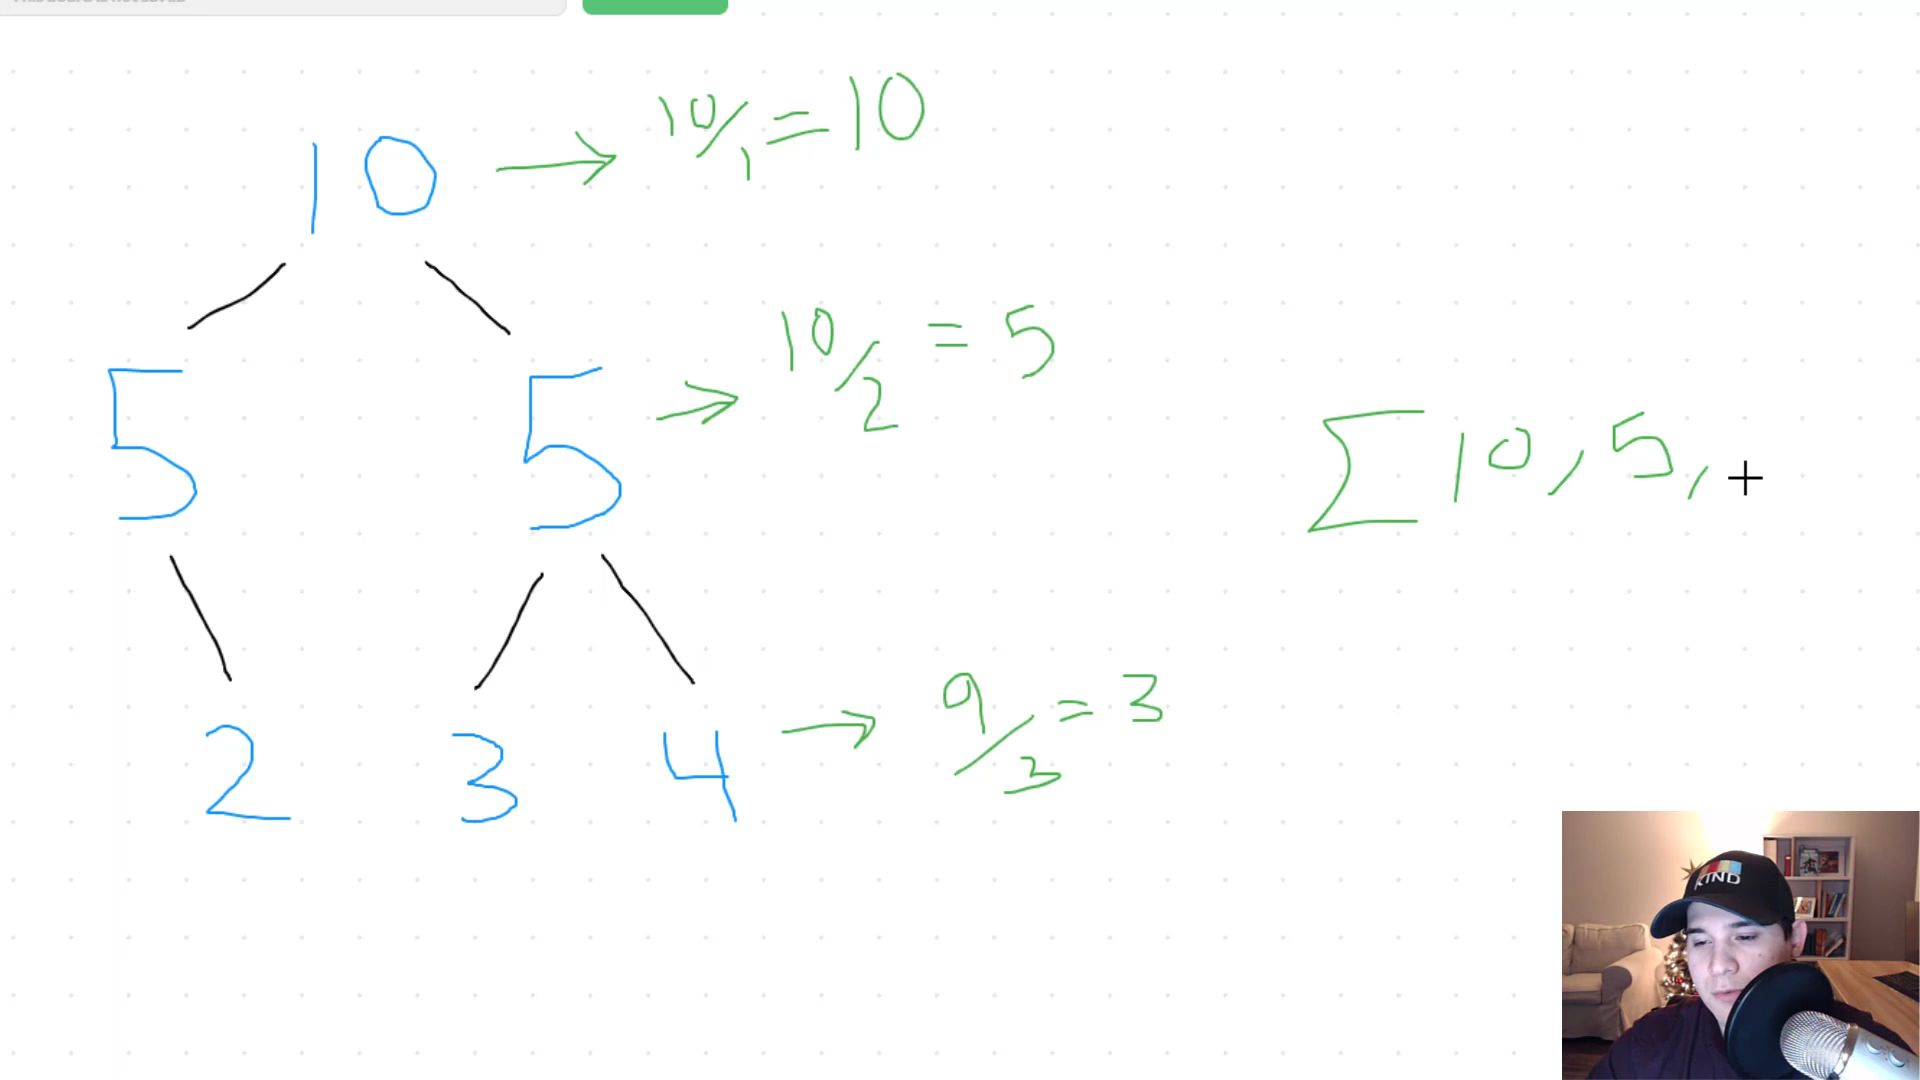 10 → 10/1 = 10
5 5 → 10/2 = 5
∑ 10, 5,
2 3 4 → 9/3 = 3
KIND